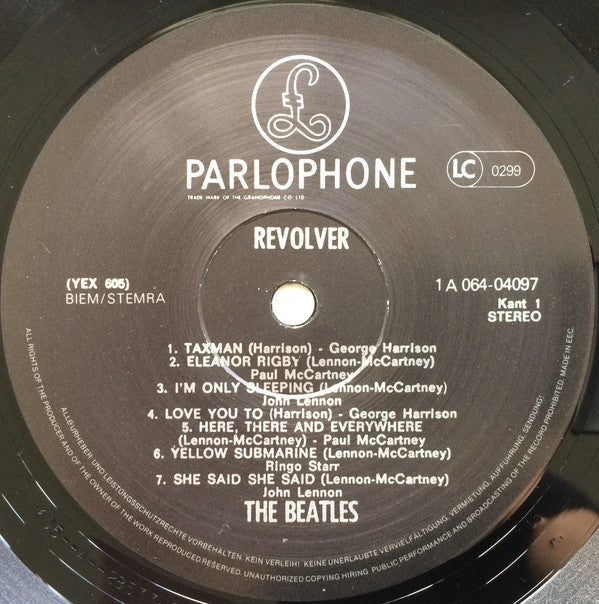 £
PARLOPHONE
TRADE MARK OF THE GRAMOPHONE CO LTD
LC 0299
REVOLVER
(YEX 605)
BIEM/STEMRA
1 A 064-04097
Kant 1
STEREO
1. TAXMAN (Harrison) - George Harrison
2. ELEANOR RIGBY (Lennon-McCartney)
Paul McCartney
3. I'M ONLY SLEEPING (Lennon-McCartney)
John Lennon
4. LOVE YOU TO (Harrison) - George Harrison
5. HERE, THERE AND EVERYWHERE
(Lennon-McCartney) - Paul McCartney
6. YELLOW SUBMARINE (Lennon-McCartney)
Ringo Starr
7. SHE SAID SHE SAID (Lennon-McCartney)
John Lennon
THE BEATLES
ALLEURHEBER- UND LEISTUNGSSCHUTZRECHTE VORBEHALTEN. KEIN VERLEIH! KEINE UNERLAUBTE VERVIELFÄLTIGUNG, VERMIETUNG, AUFFÜHRUNG, SENDUNG!
ALL RIGHTS OF THE PRODUCER AND OF THE OWNER OF THE WORK REPRODUCED RESERVED. UNAUTHORIZED COPYING HIRING PUBLIC PERFORMANCE AND BROADCASTING OF THE RECORD PROHIBITED. MADE IN EEC.